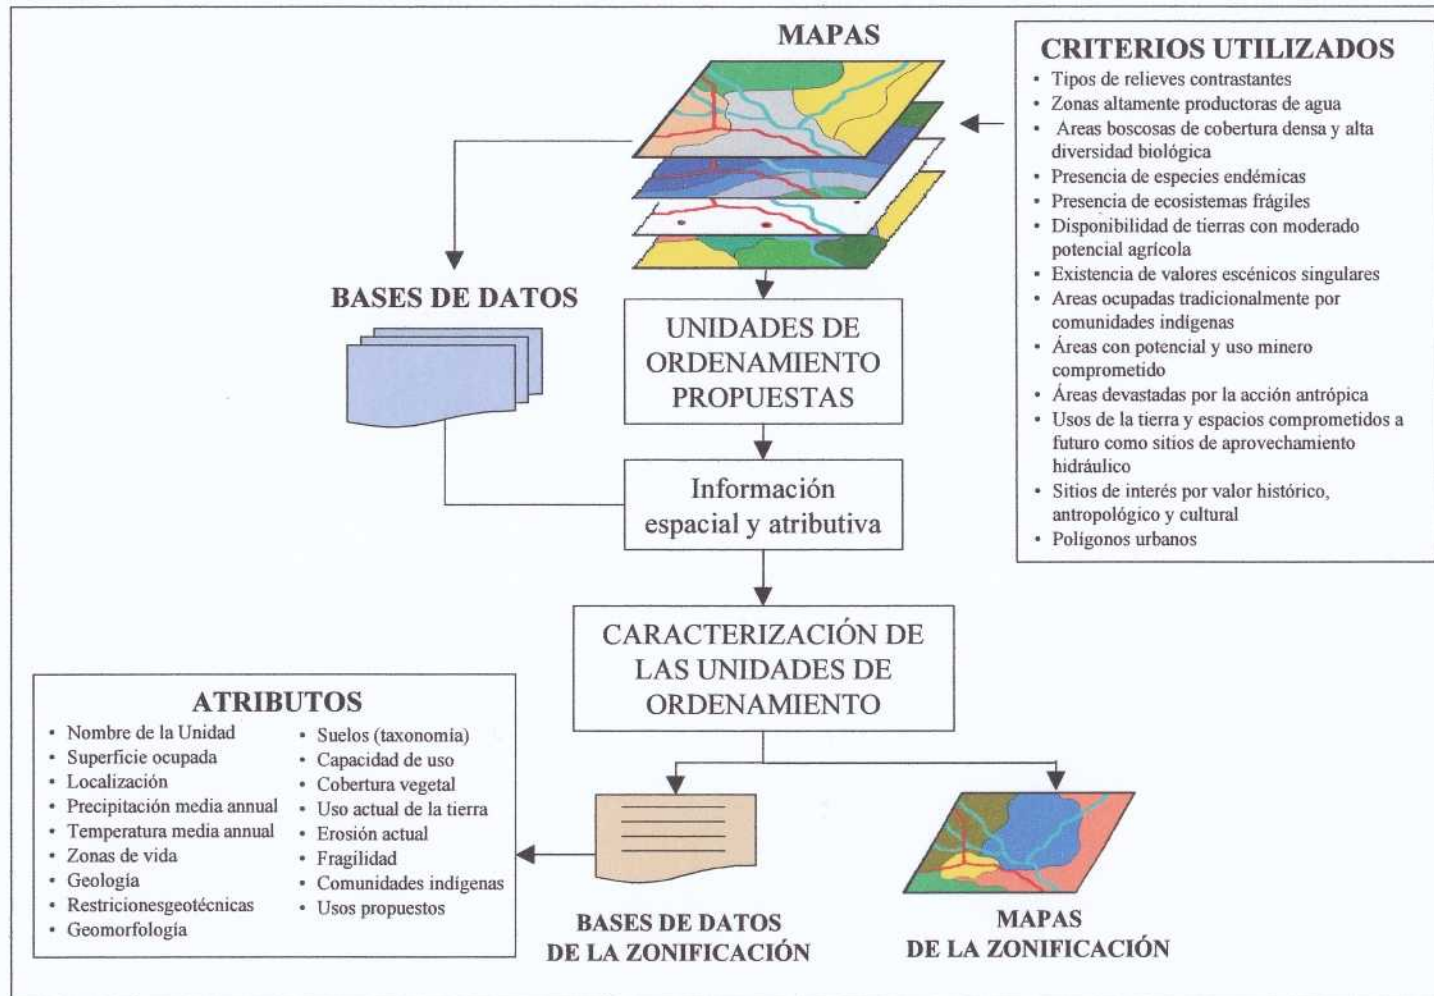 MAPAS
CRITERIOS UTILIZADOS
• Tipos de relieves contrastantes
• Zonas altamente productoras de agua
• Areas boscosas de cobertura densa y alta
diversidad biológica
• Presencia de especies endémicas
• Presencia de ecosistemas frágiles
• Disponibilidad de tierras con moderado
potencial agrícola
• Existencia de valores escénicos singulares
• Areas ocupadas tradicionalmente por
comunidades indígenas
• Áreas con potencial y uso minero
comprometido
• Áreas devastadas por la acción antrópica
• Usos de la tierra y espacios comprometidos a
futuro como sitios de aprovechamiento
hidráulico
• Sitios de interés por valor histórico,
antropológico y cultural
• Polígonos urbanos
BASES DE DATOS
UNIDADES DE
ORDENAMIENTO
PROPUESTAS
Información
espacial y atributiva
CARACTERIZACIÓN DE
LAS UNIDADES DE
ORDENAMIENTO
ATRIBUTOS
• Nombre de la Unidad
• Superficie ocupada
• Localización
• Precipitación media annual
• Temperatura media annual
• Zonas de vida
• Geología
• Restricionesgeotécnicas
• Geomorfología
• Suelos (taxonomía)
• Capacidad de uso
• Cobertura vegetal
• Uso actual de la tierra
• Erosión actual
• Fragilidad
• Comunidades indígenas
• Usos propuestos
BASES DE DATOS
DE LA ZONIFICACIÓN
MAPAS
DE LA ZONIFICACIÓN